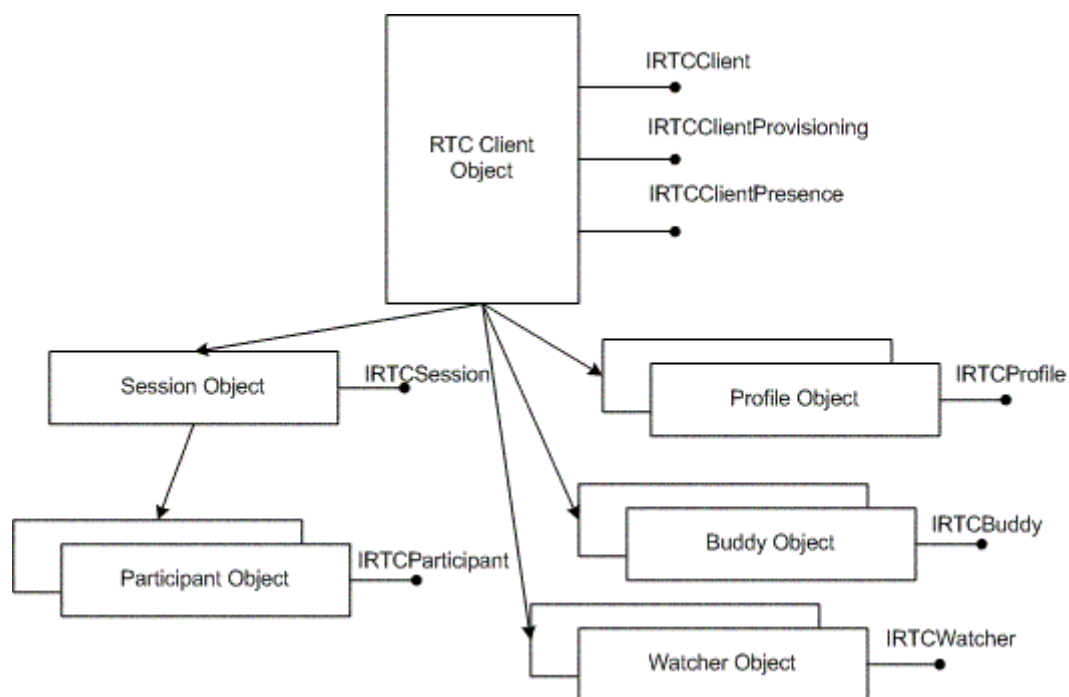 IRTCClient
IRTCClientProvisioning
RTC Client
Object
IRTCClientPresence
Session Object
IRTCSession
Profile Object
IRTCProfile
Participant Object
IRTCParticipant
Buddy Object
IRTCBuddy
Watcher Object
IRTCWatcher